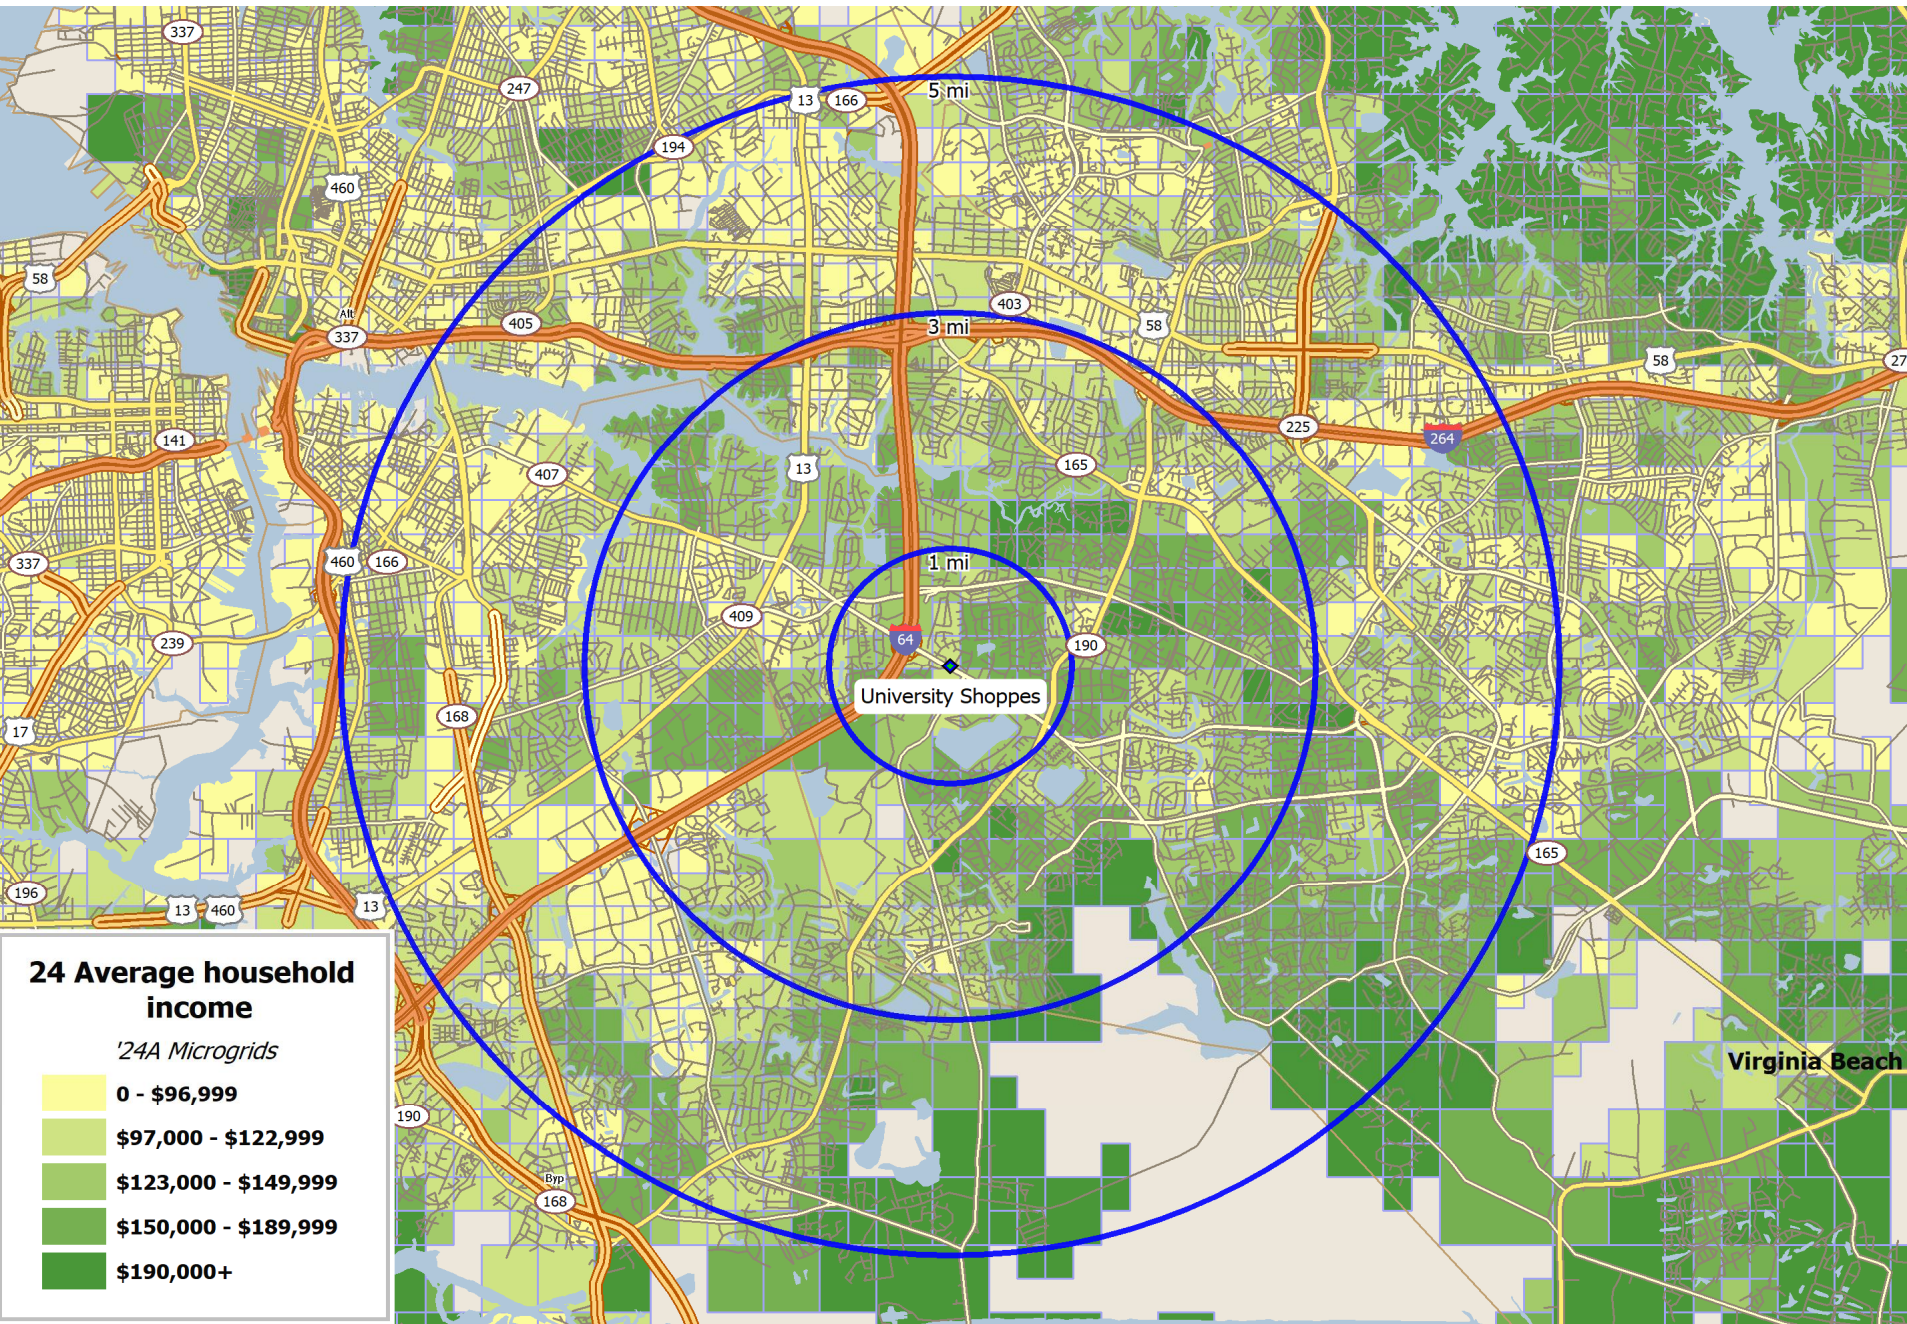 337
247
13
166
5 mi
194
460
58
403
Alt
337
405
3 mi
58
58
27
225
264
141
407
13
165
460
166
1 mi
337
409
64
190
239
University Shoppes
168
17
165
196
13
460
13
24 Average household
income
'24A Microgrids
0 - $96,999
$97,000 - $122,999
$123,000 - $149,999
$150,000 - $189,999
$190,000+
Virginia Beach
190
Byp
168